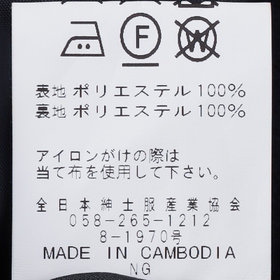 F W
表地 ポリエステル 100%
裏地 ポリエステル 100%
アイロンがけの際は
当て布を使用して下さい。
全日本紳士服産業協会
058-265-1212
8-1970号
MADE IN CAMBODIA
NG